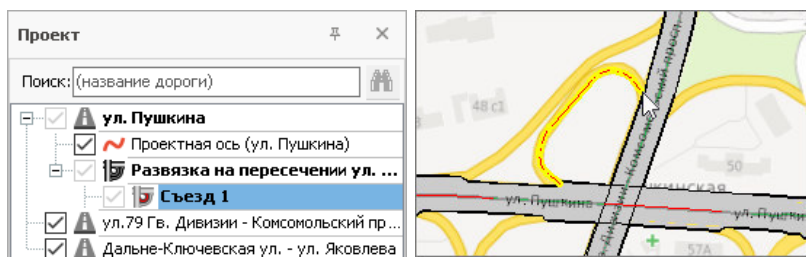 Проект
Поиск: (название дороги)
ул. Пушкина
Проектная ось (ул. Пушкина)
Развязка на пересечении ул. ...
Съезд 1
ул.79 Гв. Дивизии - Комсомольский пр...
Дальне-Ключевская ул. - ул. Яковлева
48 с1
50
ул. Пушкина
ул. Пушки
57А